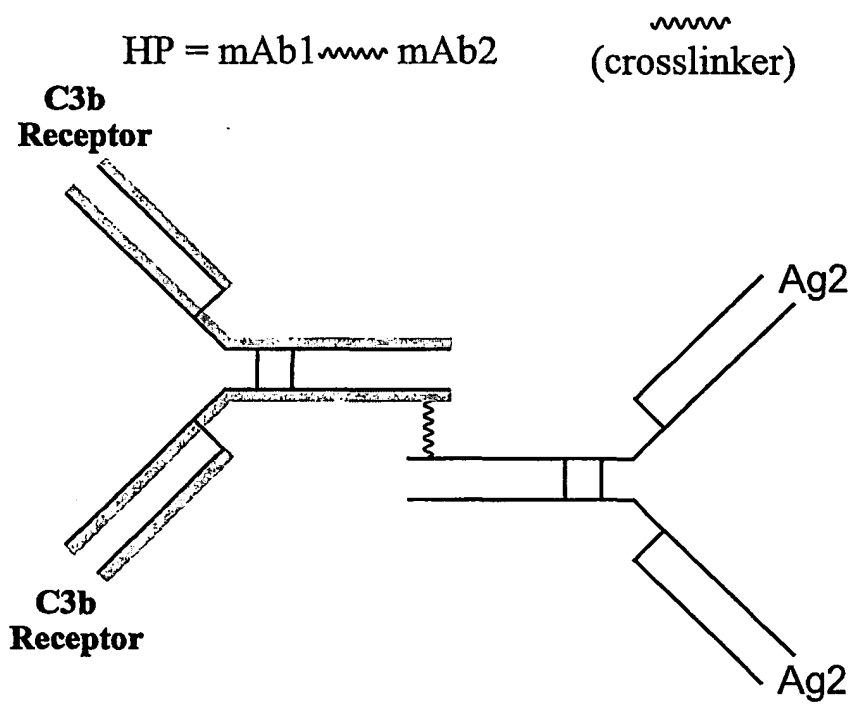 HP = mAb1 mAb2
(crosslinker)
C3b
Receptor
Ag2
C3b
Receptor
Ag2